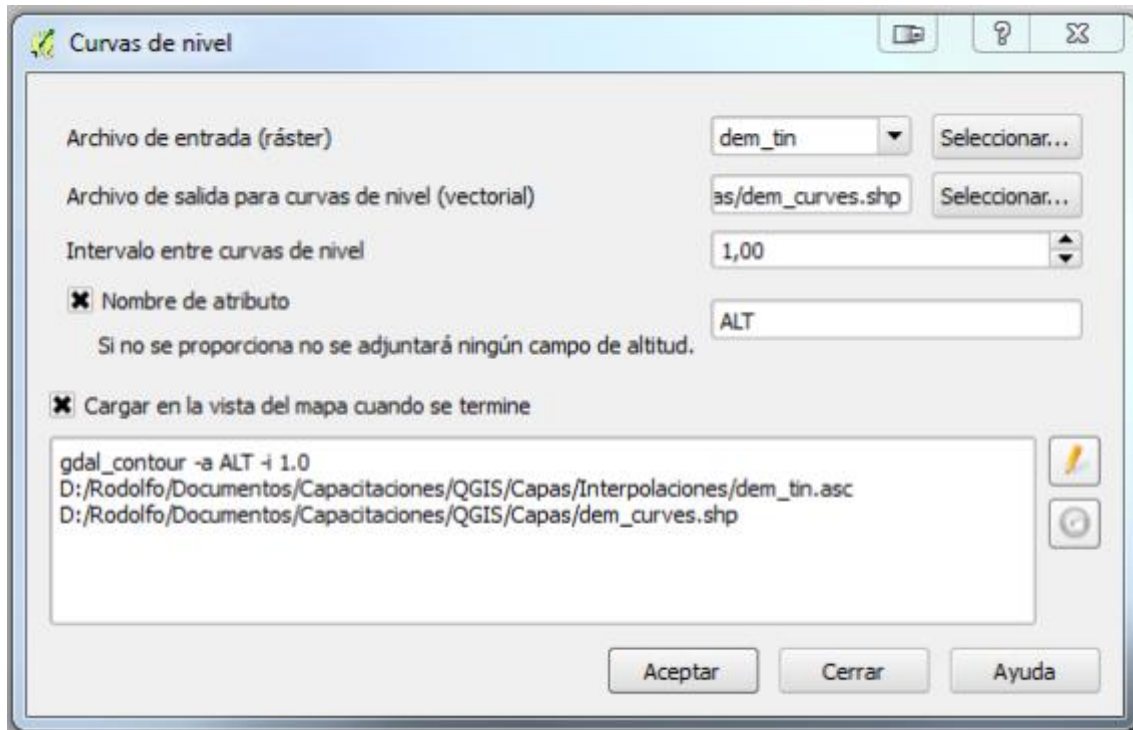 Curvas de nivel
Archivo de entrada (ráster)
dem_tin
Seleccionar...
Archivo de salida para curvas de nivel (vectorial)
as/dem_curves.shp
Seleccionar...
Intervalo entre curvas de nivel
1,00
Nombre de atributo
ALT
Si no se proporciona no se adjuntará ningún campo de altitud.
Cargar en la vista del mapa cuando se termine
gdal_contour -a ALT -i 1.0
D:/Rodolfo/Documentos/Capacitaciones/QGIS/Capas/Interpolaciones/dem_tin.asc
D:/Rodolfo/Documentos/Capacitaciones/QGIS/Capas/dem_curves.shp
Aceptar
Cerrar
Ayuda